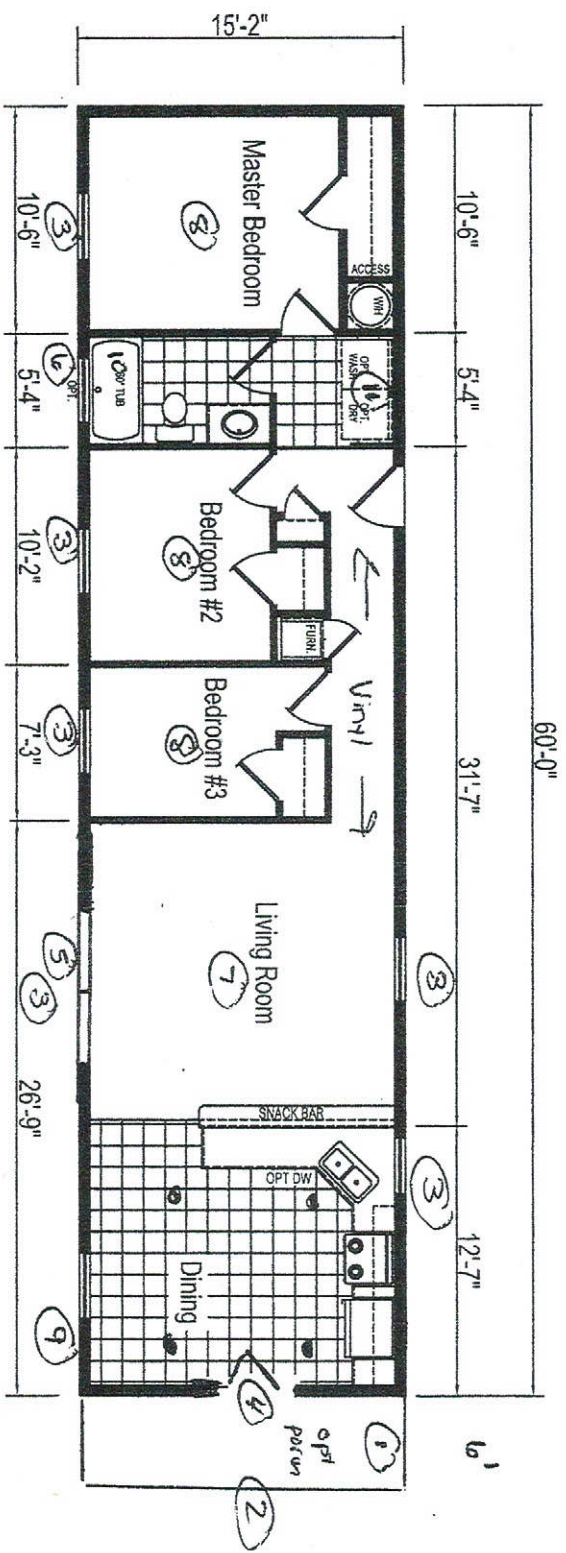 15'-2"
60'-0"
10'-6"
5'-4"
31'-7"
12'-7"
6'
ACCESS
WH
OPT. WASH
OPT. DRY
11
Master Bedroom
8
60" TUB
10
Bedroom #2
8
FURN.
Vinyl
Bedroom #3
8
Living Room
7
8
3
SNACK BAR
OPT DW
Dining
1
opt
porch
4
2
3
6
OPT.
3
3
5
3
9
10'-6"
5'-4"
10'-2"
7'-3"
26'-9"